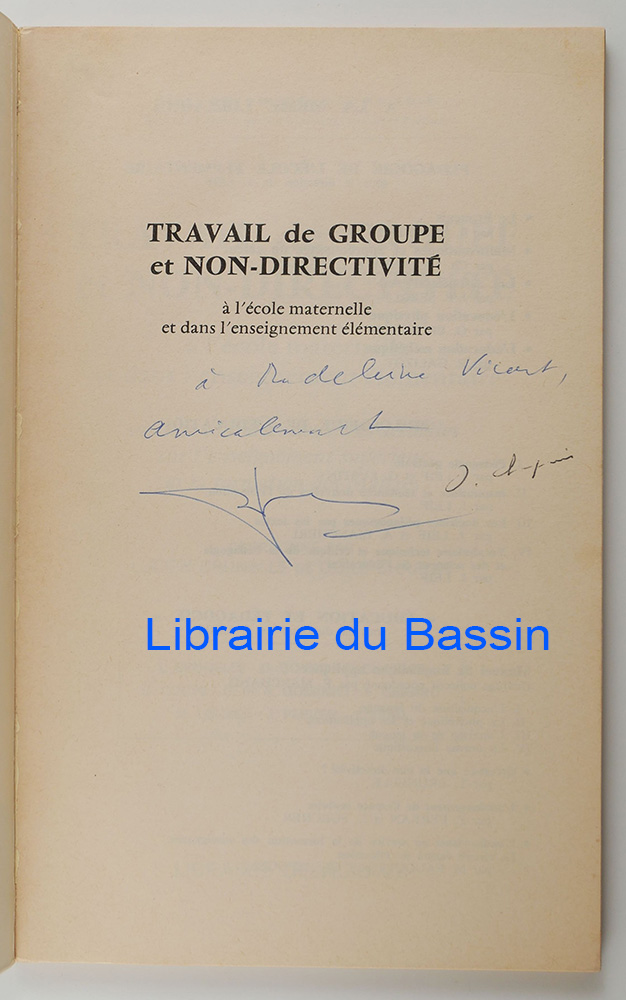 TRAVAIL de GROUPE
et NON-DIRECTIVITÉ
à l'école maternelle
et dans l'enseignement élémentaire
à Madeleine Vicart,
amicalement
Librairie du Bassin